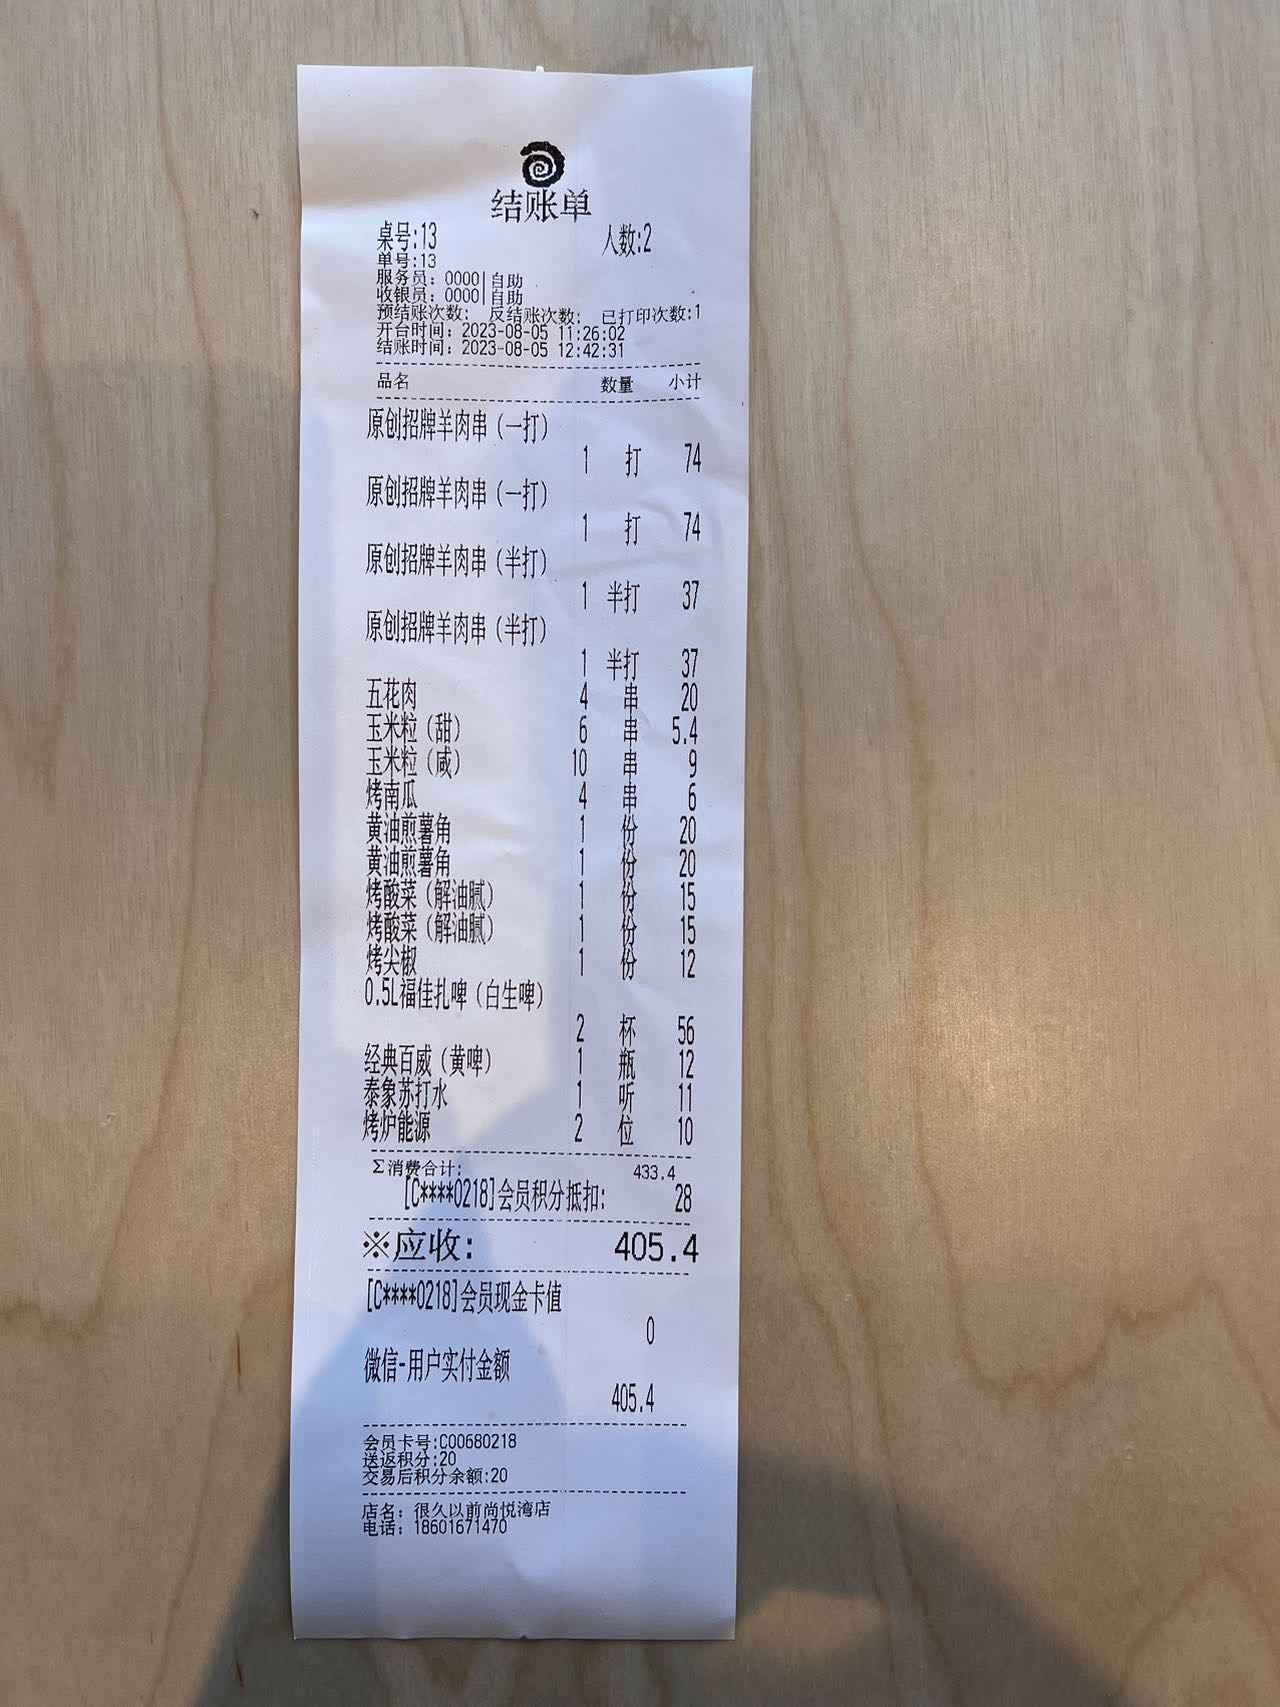 结账单
桌号:13 人数:2
单号:13
服务员: 0000|自助
收银员: 0000|自助
预结账次数: 反结账次数: 已打印次数:1
开台时间: 2023-08-05 11:26:02
结账时间: 2023-08-05 12:42:31
品名 数量 小计
原创招牌羊肉串(一打)
1 打 74
原创招牌羊肉串(一打)
1 打 74
原创招牌羊肉串(半打)
1 半打 37
原创招牌羊肉串(半打)
1 半打 37
五花肉 4 串 20
玉米粒(甜) 6 串 5.4
玉米粒(咸) 10 串 9
烤南瓜 4 串 6
黄油煎薯角 1 份 20
黄油煎薯角 1 份 20
烤酸菜(解油腻) 1 份 15
烤酸菜(解油腻) 1 份 15
烤尖椒 1 份 12
0.5L福佳扎啤(白生啤)
2 杯 56
经典百威(黄啤) 1 瓶 12
泰象苏打水 1 听 11
烤炉能源 2 位 10
Σ消费合计: 433.4
[C****0218]会员积分抵扣: 28
※应收: 405.4
[C****0218]会员现金卡值
0
微信-用户实付金额
405.4
会员卡号:C00680218
送返积分:20
交易后积分余额:20
店名: 很久以前尚悦湾店
电话: 18601671470